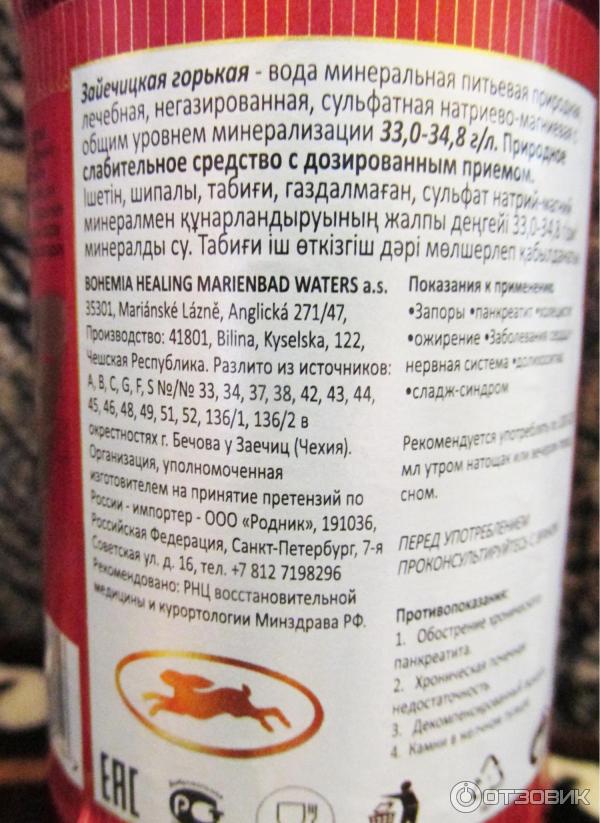 Зайечицкая горькая - вода минеральная питьевая природная
лечебная, негазированная, сульфатная натриево-магниевая с
общим уровнем минерализации 33,0-34,8 г/л. Природное
слабительное средство с дозированным приемом.
Ішетін, шипалы, табиғи, газдалмаған, сульфат натрий-магний
минералмен құнарландыруының жалпы деңгейі 33,0-34,8
минералды су. Табиғи іш өткізгіш дәрі мөлшерлеп
BOHEMIA HEALING MARIENBAD WATERS a.s.
35301, Mariánské Lázně, Anglická 271/47,
Производство: 41801, Bilina, Kyselska, 122,
Чешская Республика. Разлито из источников:
A, B, C, G, F, S №/№ 33, 34, 37, 38, 42, 43, 44,
45, 46, 48, 49, 51, 52, 136/1, 136/2 в
окрестностях г. Бечова у Заечиц (Чехия).
Организация, уполномоченная
изготовителем на принятие претензий по
России - импортер - ООО «Родник», 191036,
Российская Федерация, Санкт-Петербург, 7-я
Советская ул. д. 16, тел. +7 812 7198296
Рекомендовано: РНЦ восстановительной
медицины и курортологии Минздрава РФ.
Показания к применению:
•Запоры •панкреатит
•ожирение •Заболевания
нервная система
•сладж-синдром
Рекомендуется употреблять по
мл утром натощак или вечером перед
сном.
ПЕРЕД УПОТРЕБЛЕНИЕМ
ПРОКОНСУЛЬТИРУЙТЕСЬ С
Противопоказания:
1. Обострение хронического
панкреатита.
2. Хроническая почечная
недостаточность.
3. Декомпенсированный
4. Камни в желчном пузыре
ЕАС
ОТЗОВИК